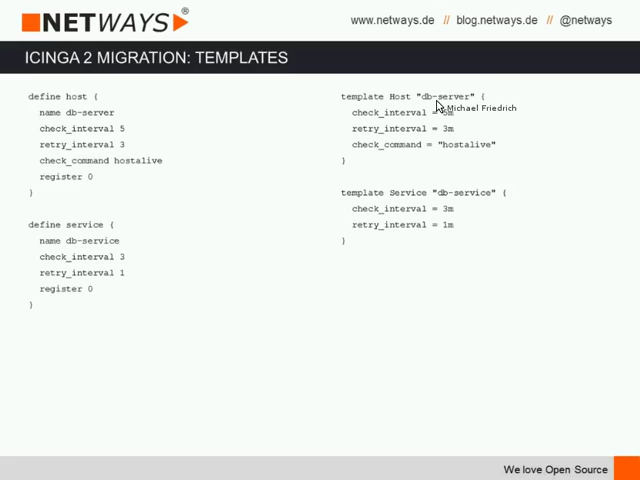 NETWAYS®
www.netways.de // blog.netways.de // @netways
ICINGA 2 MIGRATION: TEMPLATES
define host {
name db-server
check_interval 5
retry_interval 3
check_command hostalive
register 0
}
define service {
name db-service
check_interval 3
retry_interval 1
register 0
}
template Host "db-server" {
Michael Friedrich
check_interval = 5m
retry_interval = 3m
check_command = "hostalive"
}
template Service "db-service" {
check_interval = 3m
retry_interval = 1m
}
We love Open Source